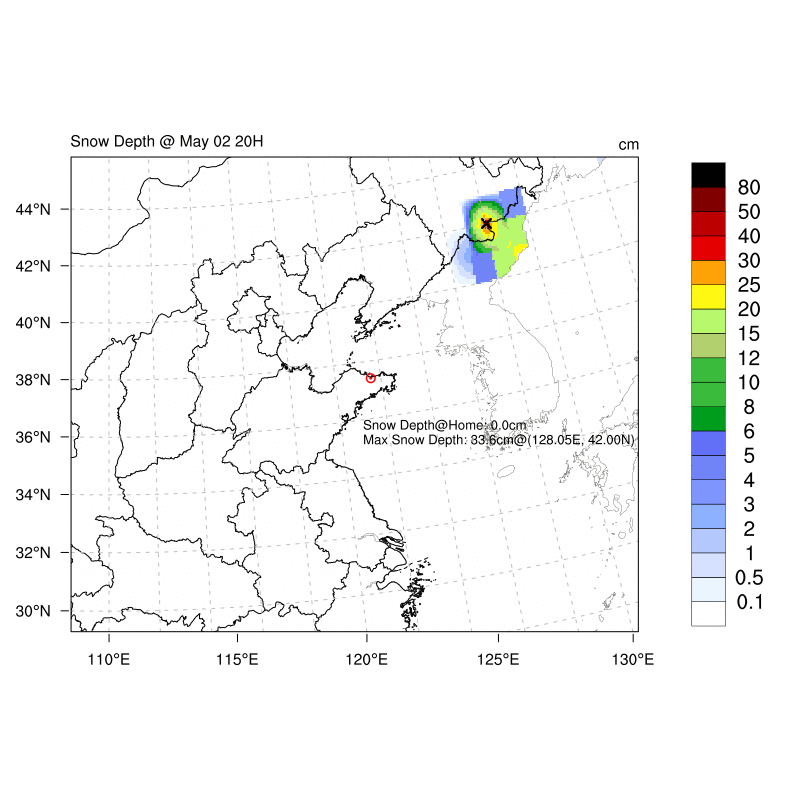 Snow Depth @ May 02 20H
cm
44°N
42°N
40°N
38°N
36°N
34°N
32°N
30°N
110°E
115°E
120°E
125°E
130°E
Snow Depth@Home: 0.0cm
Max Snow Depth: 33.6cm@(128.05E, 42.00N)
80
50
40
30
25
20
15
12
10
8
6
5
4
3
2
1
0.5
0.1